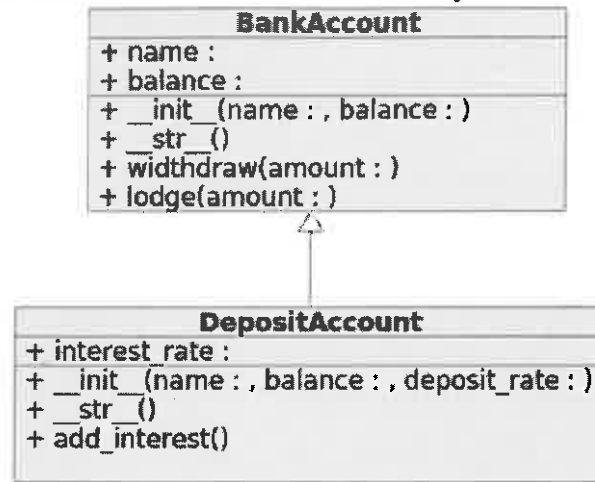 BankAccount
+ name :
+ balance :
+ __init__(name : , balance : )
+ __str__()
+ widthdraw(amount : )
+ lodge(amount : )
DepositAccount
+ interest_rate :
+ __init__(name : , balance : , deposit_rate : )
+ __str__()
+ add_interest()